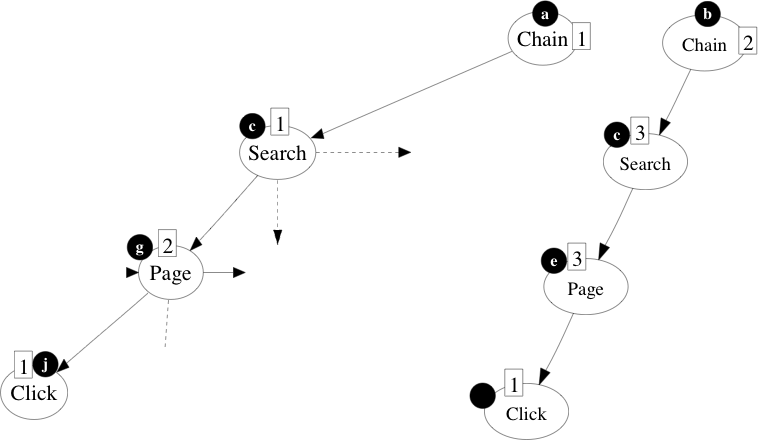 a
Chain 1
c 1
Search
g 2
Page
1 j
Click
b
Chain 2
c 3
Search
e 3
Page
1
Click